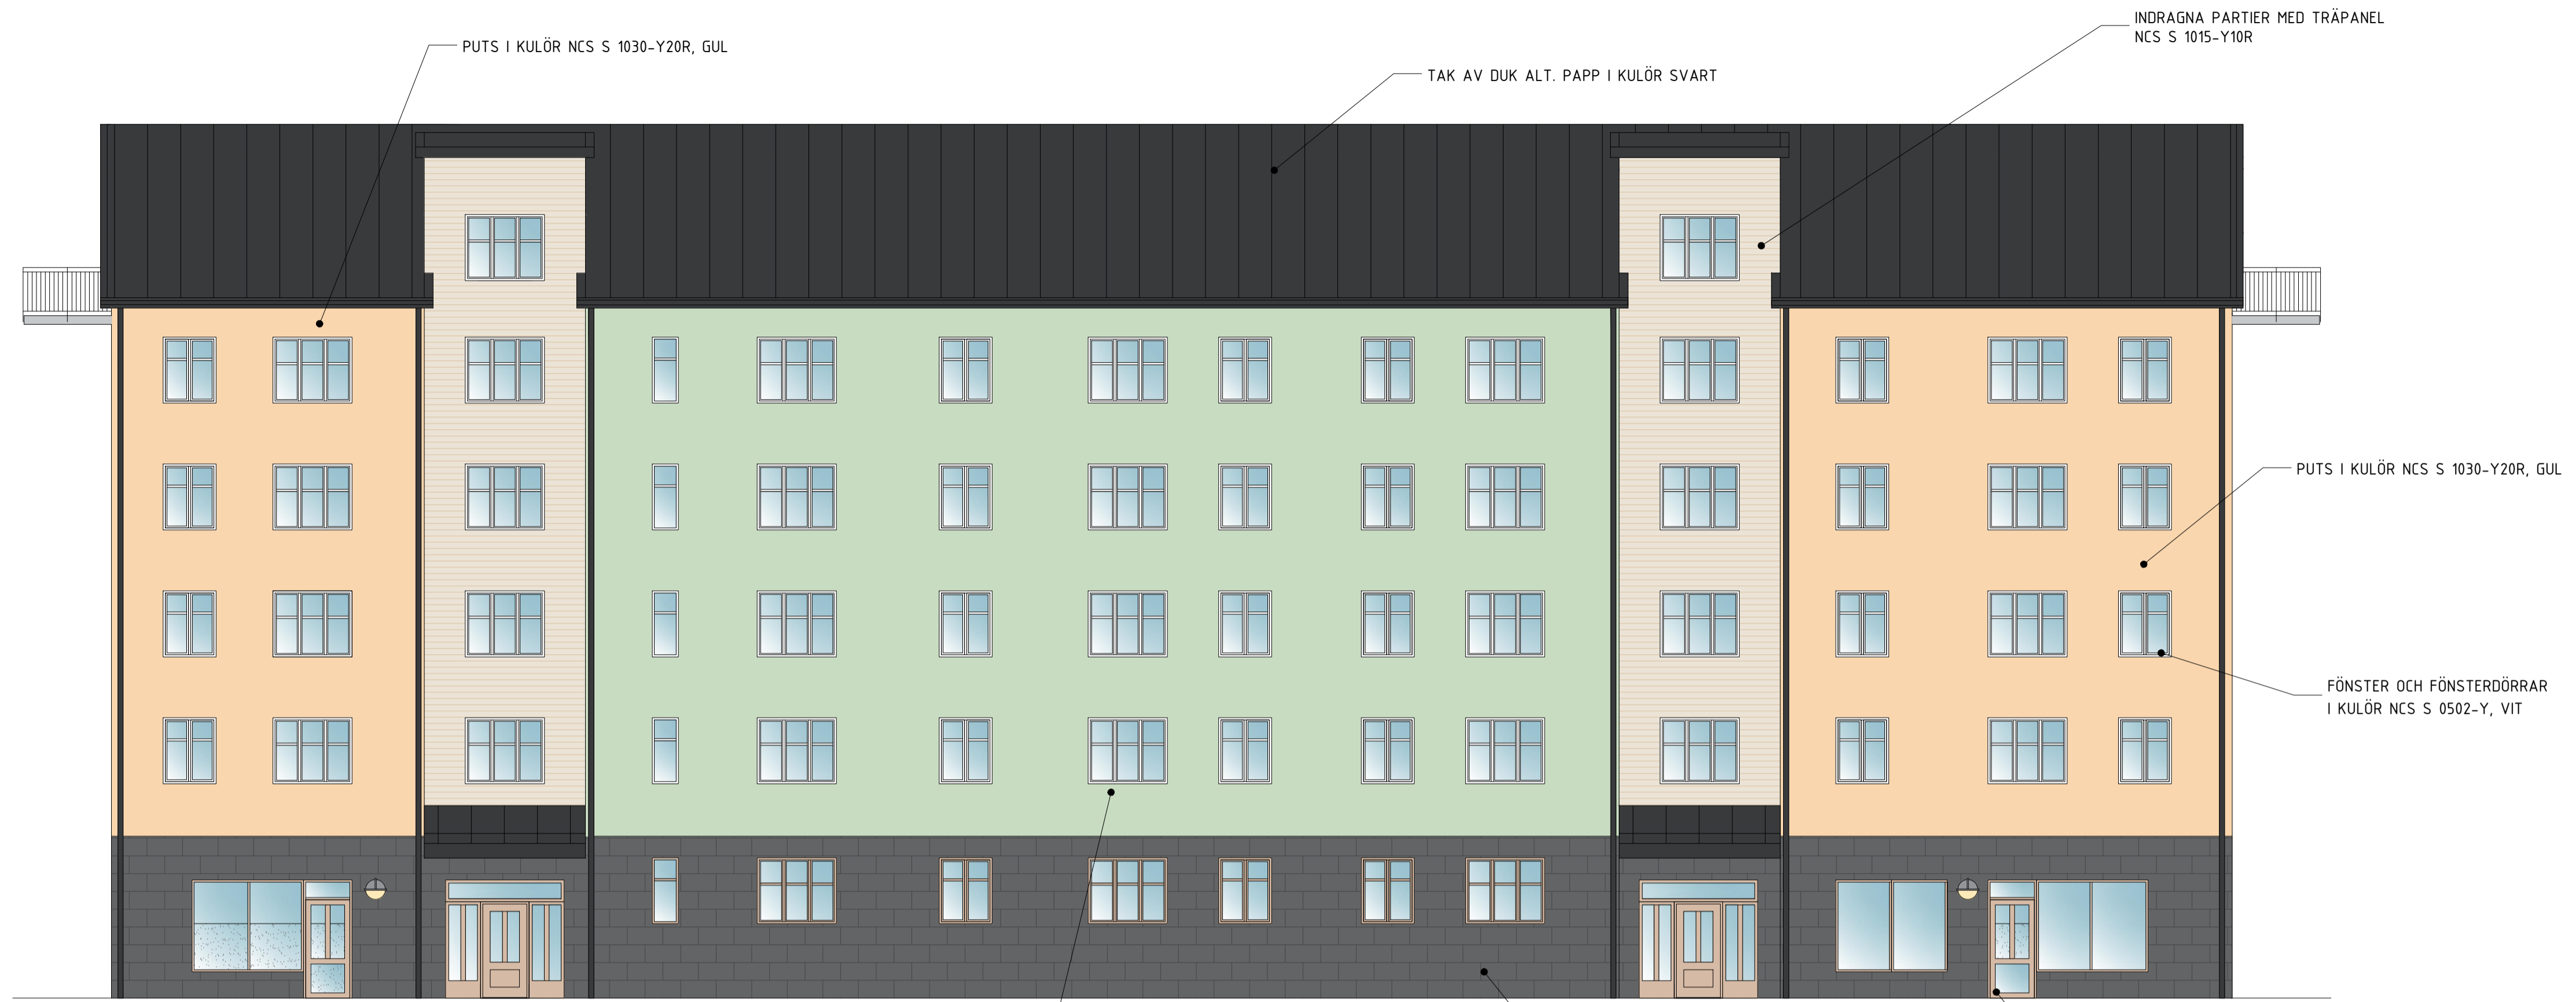 INDRAGNA PARTIER MED TRÄPANEL
NCS S 1015-Y10R
PUTS I KULÖR NCS S 1030-Y20R, GUL
TAK AV DUK ALT. PAPP I KULÖR SVART
PUTS I KULÖR NCS S 1030-Y20R, GUL
FÖNSTER OCH FÖNSTERDÖRRAR
I KULÖR NCS S 0502-Y, VIT